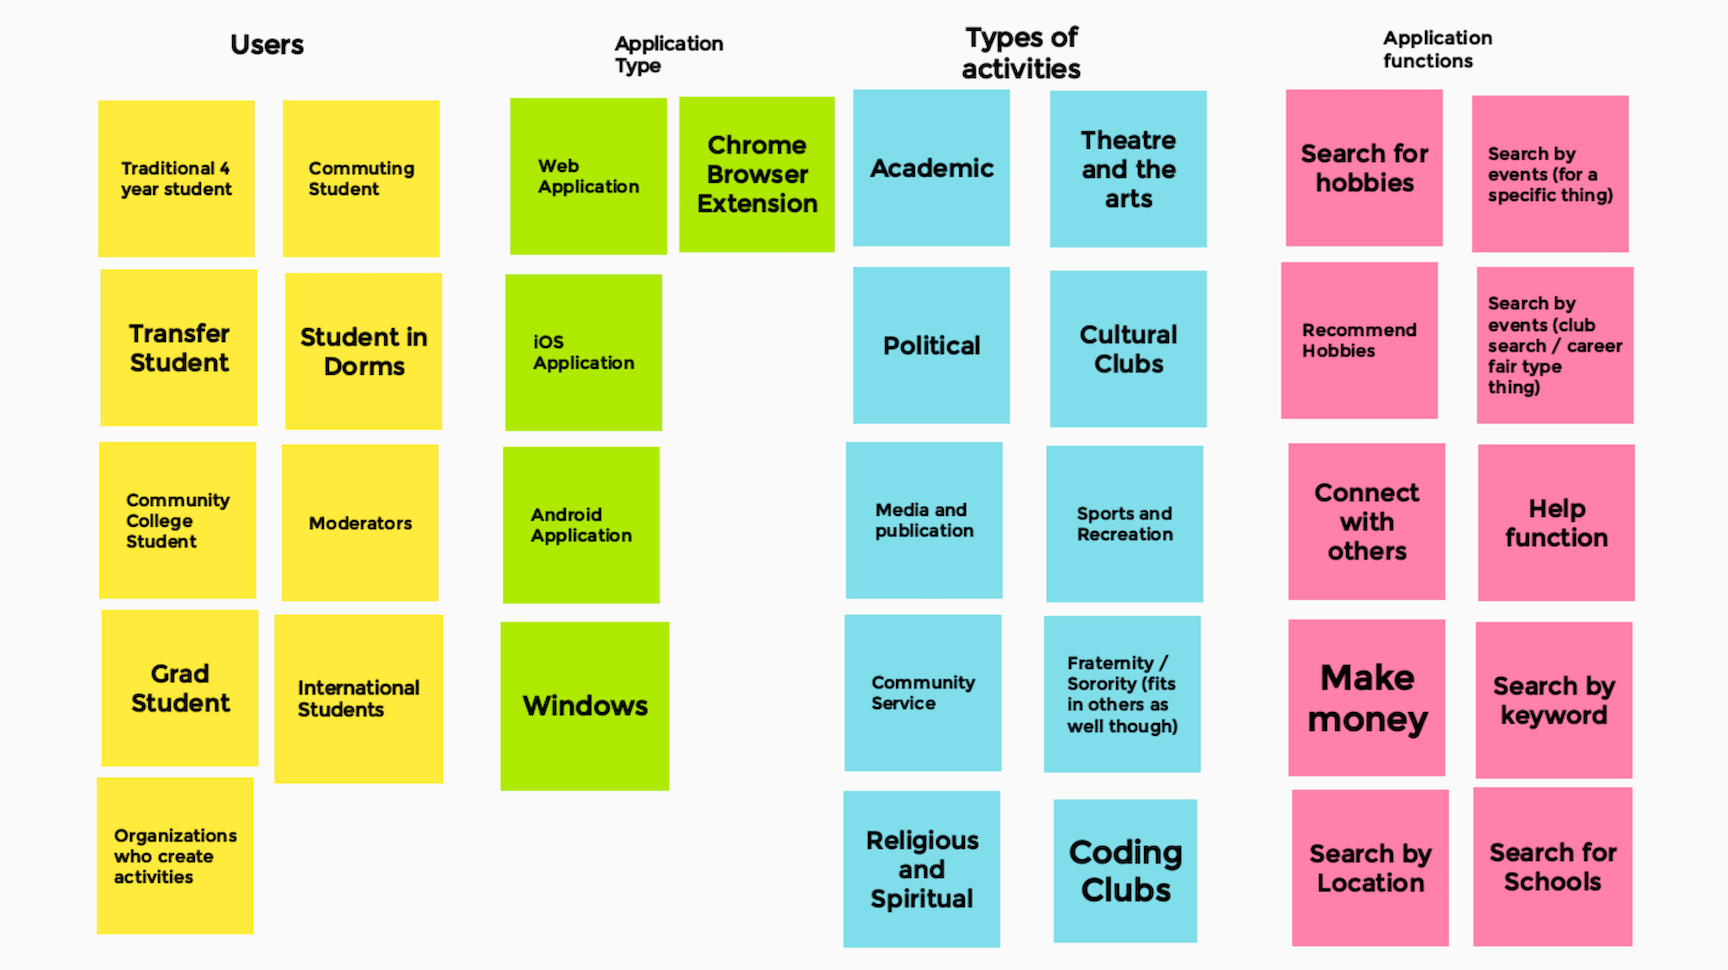 Users
Traditional 4
year student
Commuting
Student
Transfer
Student
Student in
Dorms
Community
College
Student
Moderators
Grad
Student
International
Students
Organizations
who create
activities
Application
Type
Web
Application
Chrome
Browser
Extension
iOS
Application
Android
Application
Windows
Types of
activities
Academic
Theatre
and the
arts
Political
Cultural
Clubs
Media and
publication
Sports and
Recreation
Community
Service
Fraternity /
Sorority (fits
in others as
well though)
Religious
and
Spiritual
Coding
Clubs
Application
functions
Search for
hobbies
Search by
events (for a
specific thing)
Recommend
Hobbies
Search by
events (club
search / career
fair type
thing)
Connect
with
others
Help
function
Make
money
Search by
keyword
Search by
Location
Search for
Schools